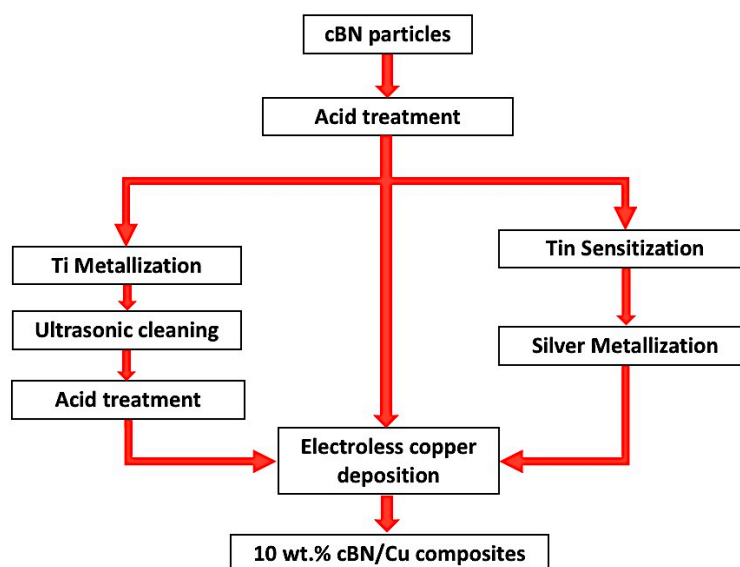 cBN particles
Acid treatment
Ti Metallization
Tin Sensitization
Ultrasonic cleaning
Silver Metallization
Acid treatment
Electroless copper
deposition
10 wt.% cBN/Cu composites